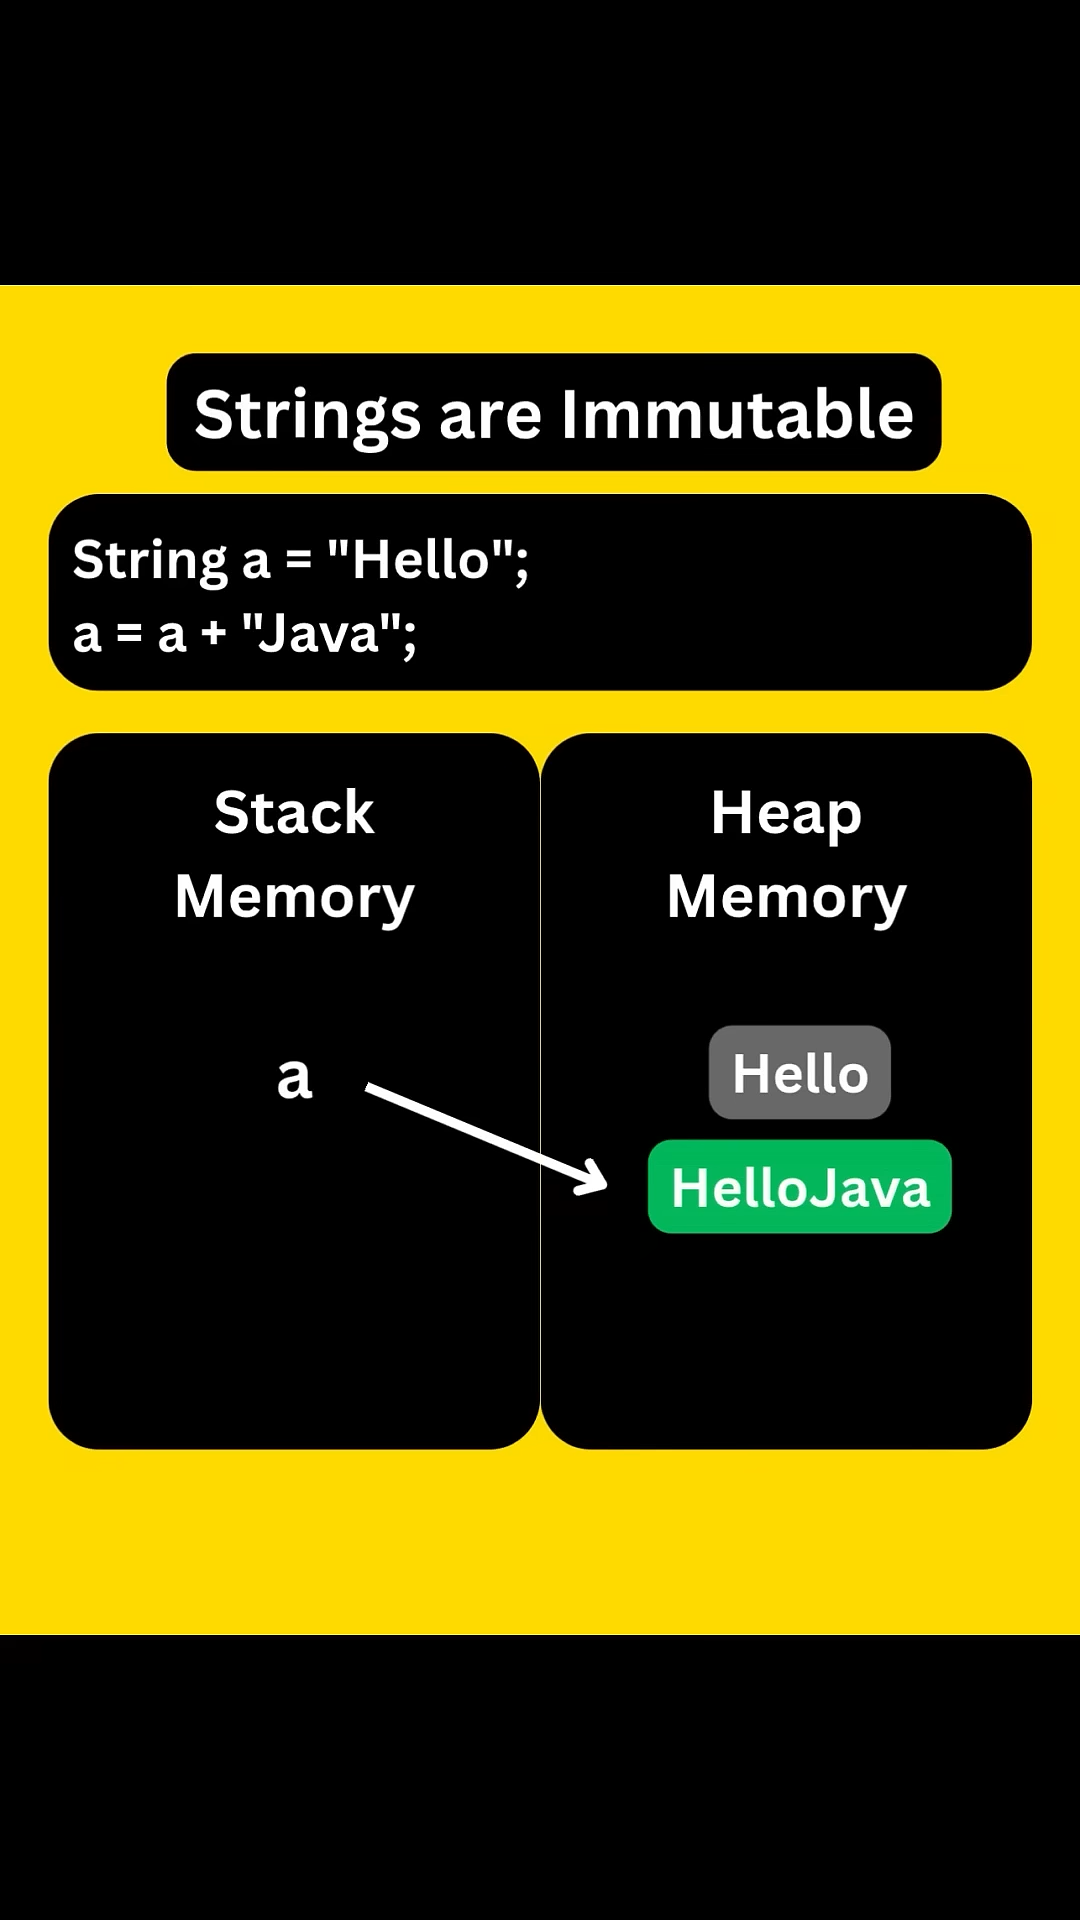 Strings are Immutable
String a = "Hello";
a = a + "Java";
Stack
Memory
Heap
Memory
a
Hello
HelloJava